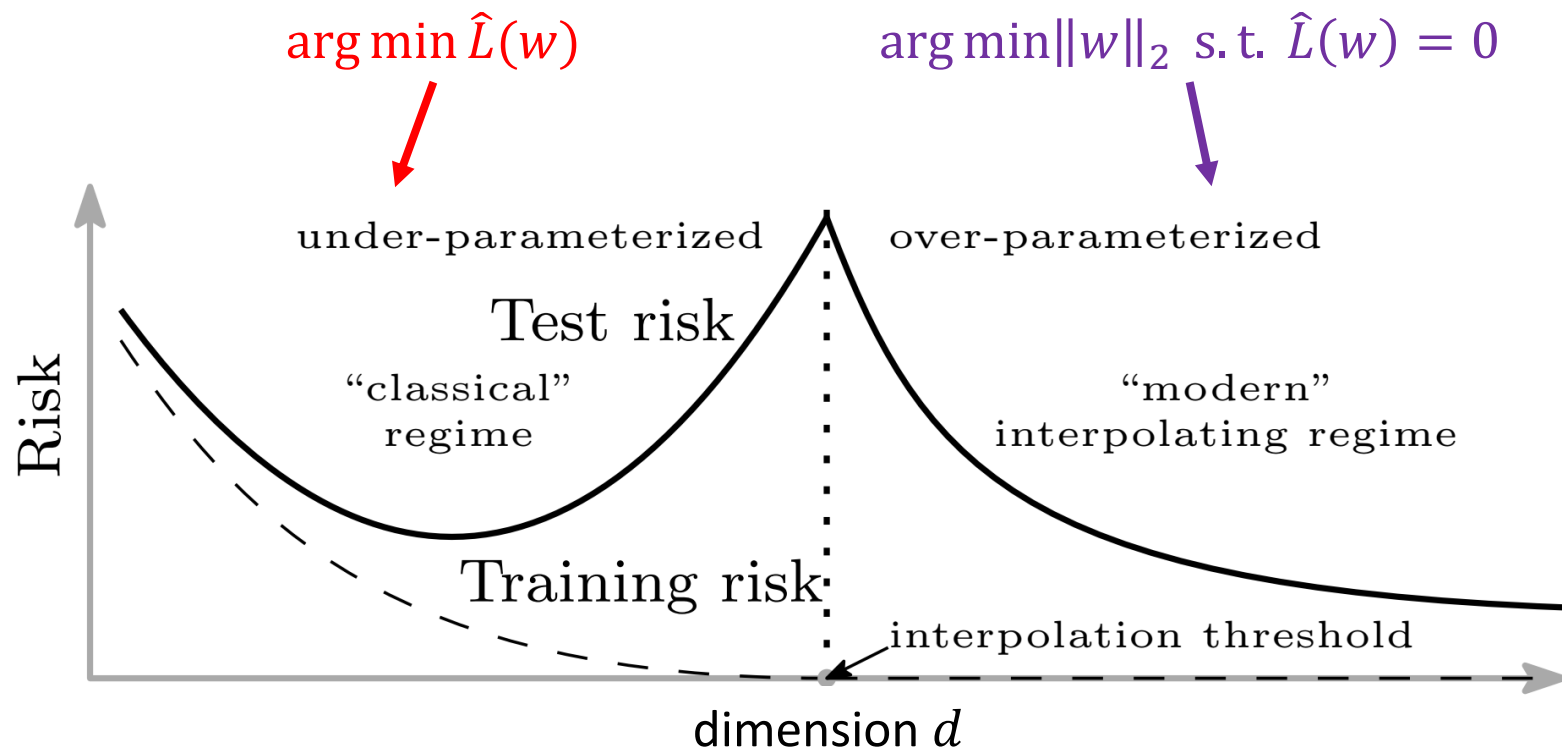 arg min L̂(w)
arg min‖w‖₂ s.t. L̂(w) = 0
under-parameterized
over-parameterized
Test risk
“classical”
regime
“modern”
interpolating regime
Risk
Training risk
interpolation threshold
dimension d